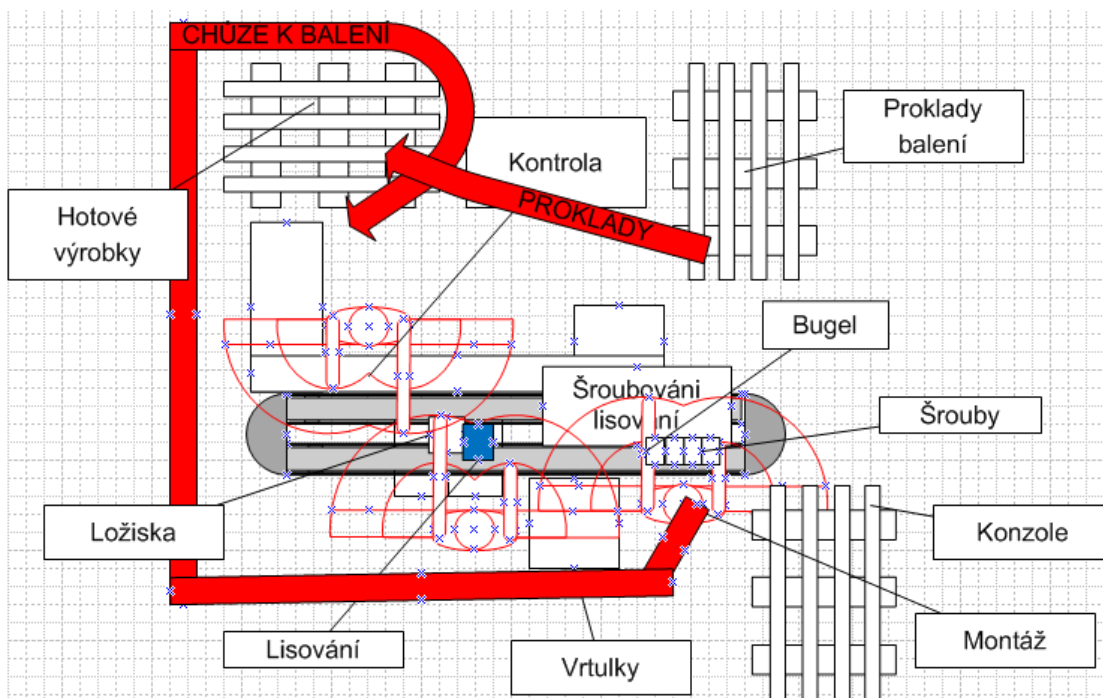 CHŮZE K BALENÍ
Proklady
balení
Kontrola
PROKLADY
Hotové
výrobky
Bugel
Šroubováni
lisování
Šrouby
Ložiska
Konzole
Lisování
Vrtulky
Montáž